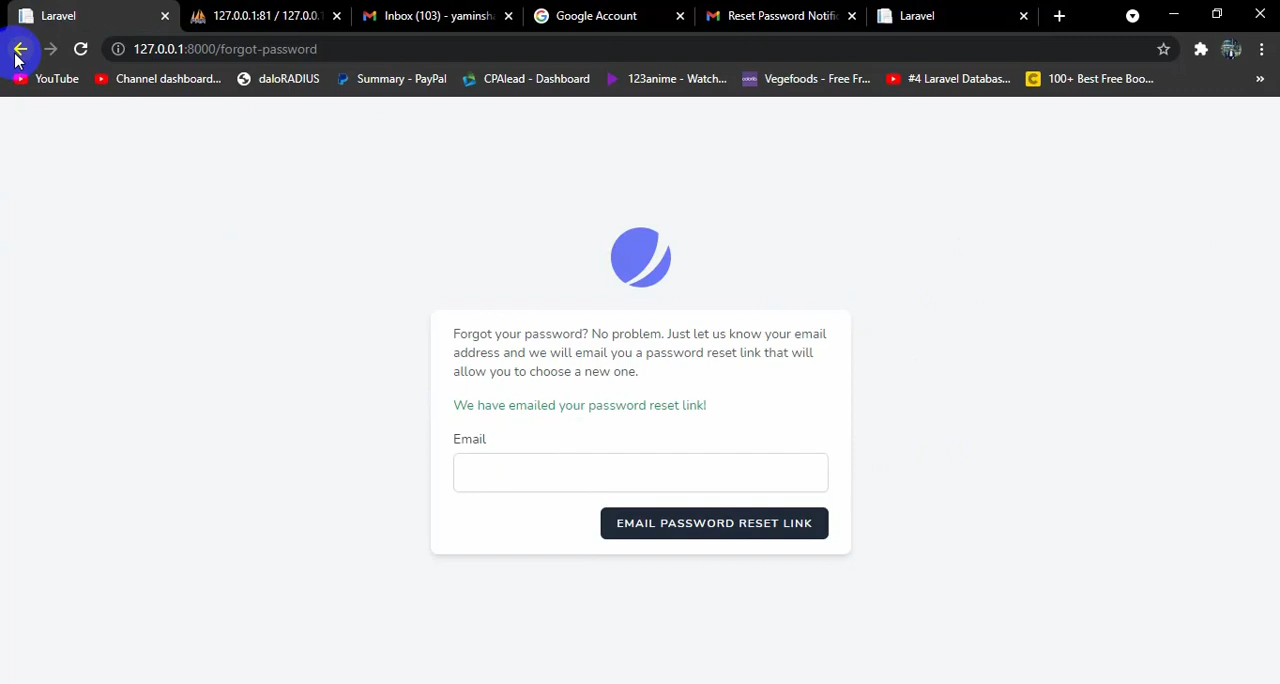 Laravel
127.0.0.1:81 / 127.0.0.
Inbox (103) - yaminsha
Google Account
Reset Password Notific
Laravel
127.0.0.1:8000/forgot-password
YouTube
Channel dashboard...
daloRADIUS
Summary - PayPal
CPAlead - Dashboard
123anime - Watch...
Vegefoods - Free Fr...
#4 Laravel Databas...
100+ Best Free Boo...
Forgot your password? No problem. Just let us know your email
address and we will email you a password reset link that will
allow you to choose a new one.
We have emailed your password reset link!
Email
EMAIL PASSWORD RESET LINK